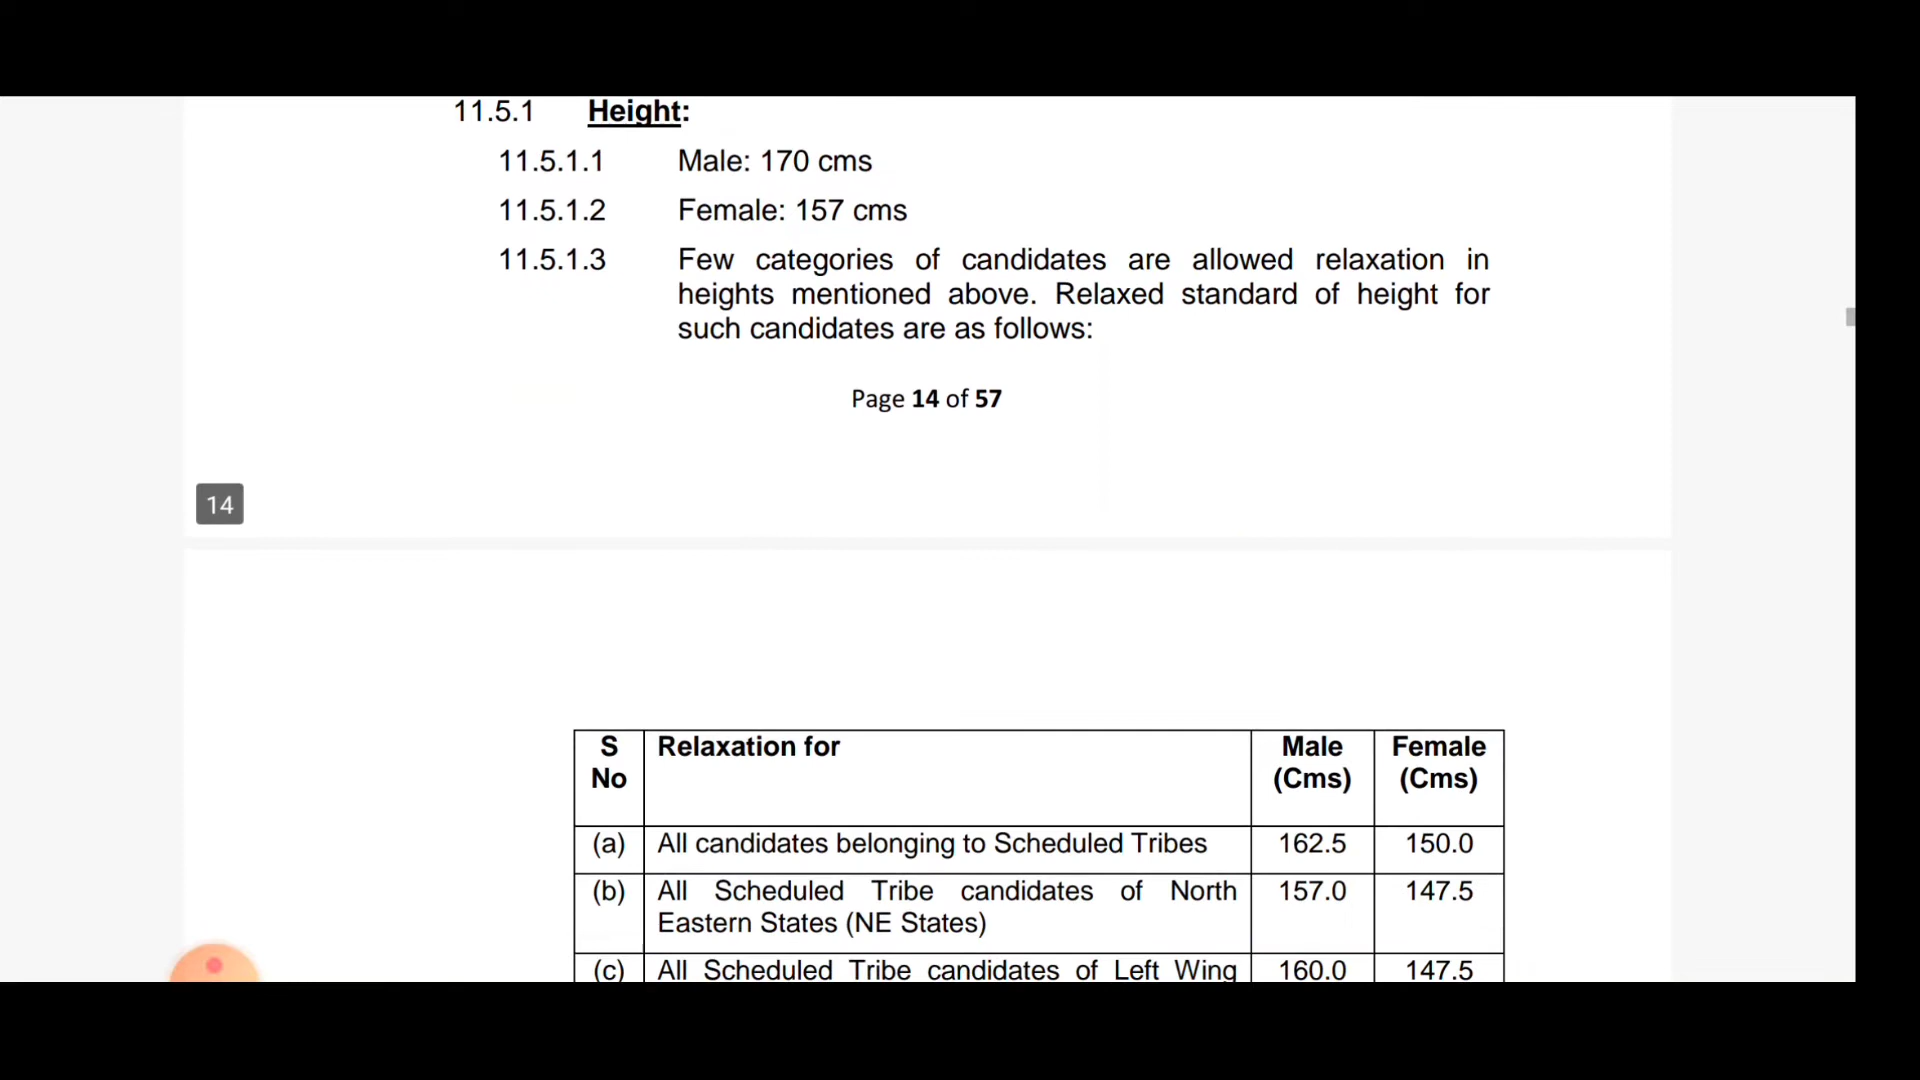 11.5.1 Height:
11.5.1.1 Male: 170 cms
11.5.1.2 Female: 157 cms
11.5.1.3 Few categories of candidates are allowed relaxation in
heights mentioned above. Relaxed standard of height for
such candidates are as follows:
Page 14 of 57
14
S No Relaxation for Male (Cms) Female (Cms)
(a) All candidates belonging to Scheduled Tribes 162.5 150.0
(b) All Scheduled Tribe candidates of North 157.0 147.5
Eastern States (NE States)
(c) All Scheduled Tribe candidates of Left Wing 160.0 147.5